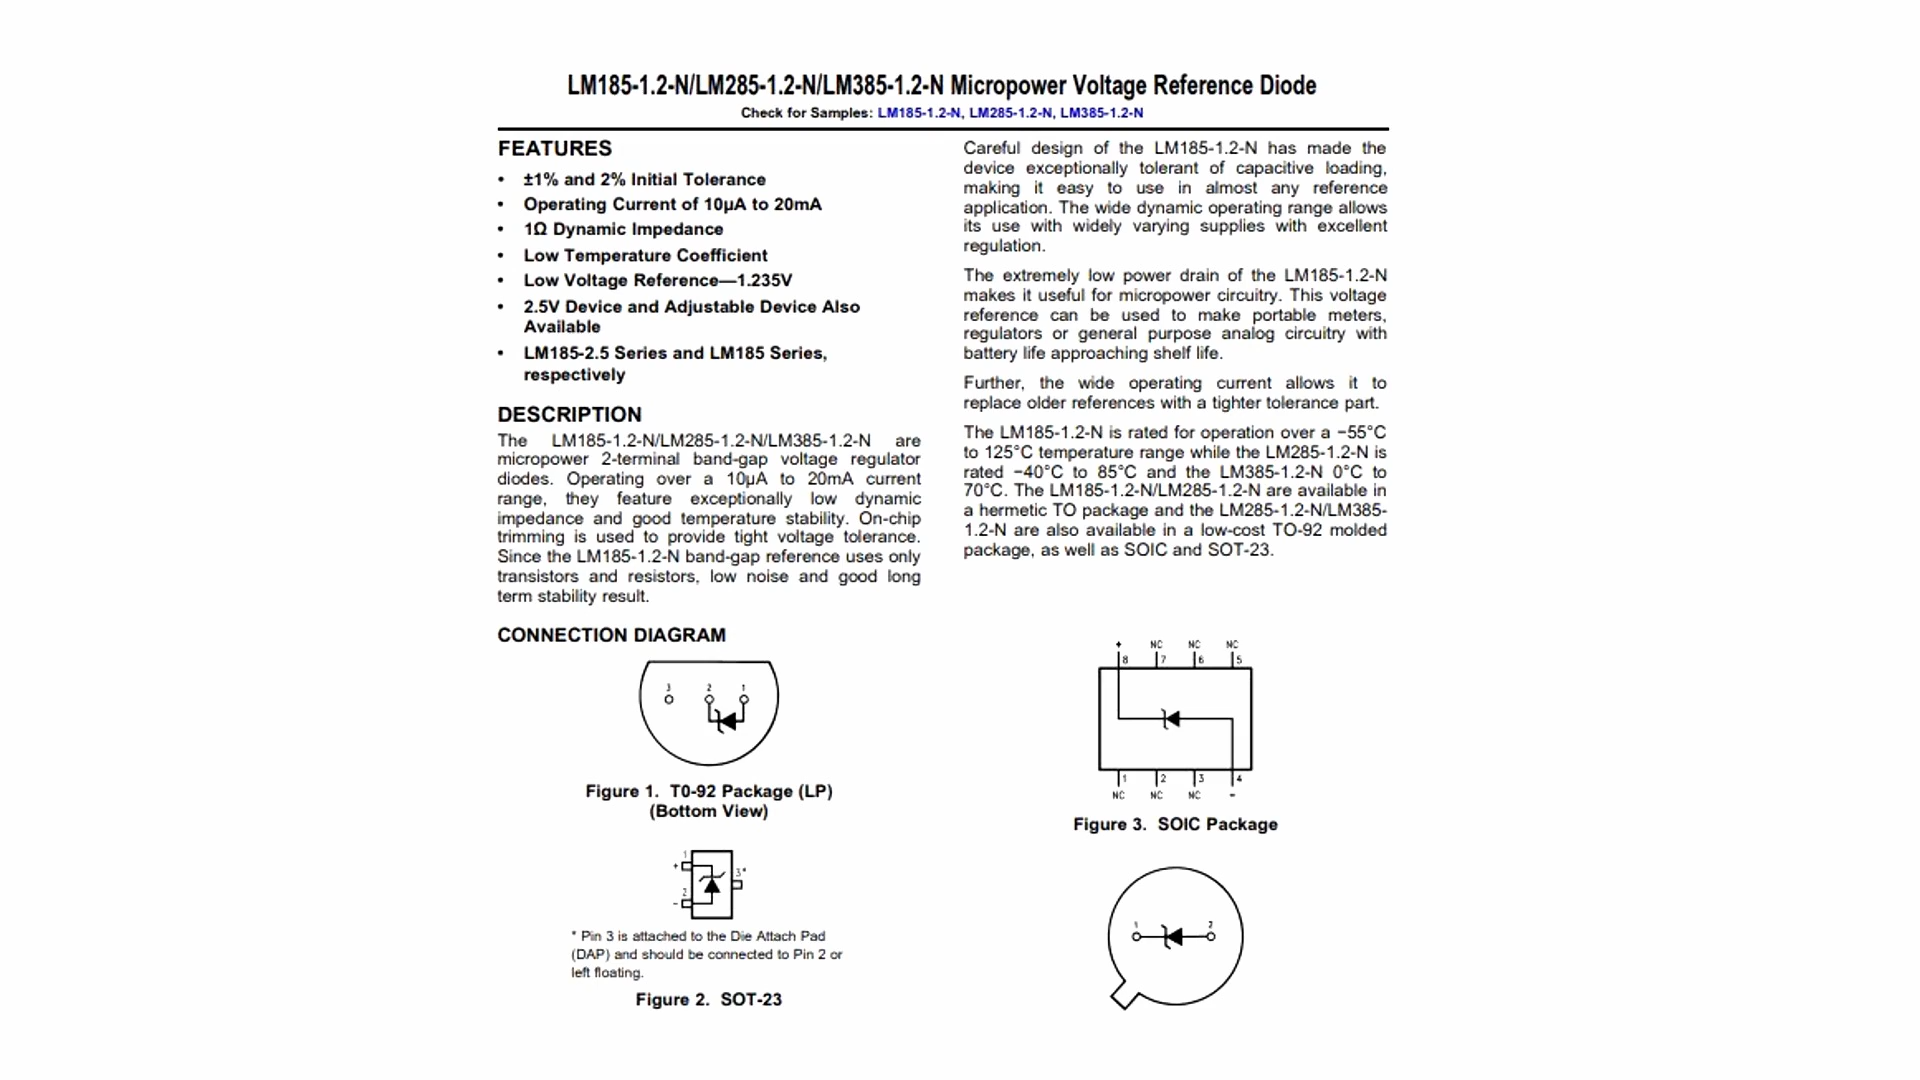 LM185-1.2-N/LM285-1.2-N/LM385-1.2-N Micropower Voltage Reference Diode
Check for Samples: LM185-1.2-N, LM285-1.2-N, LM385-1.2-N
FEATURES
• ±1% and 2% Initial Tolerance
• Operating Current of 10μA to 20mA
• 1Ω Dynamic Impedance
• Low Temperature Coefficient
• Low Voltage Reference—1.235V
• 2.5V Device and Adjustable Device Also
Available
• LM185-2.5 Series and LM185 Series,
respectively
DESCRIPTION
The LM185-1.2-N/LM285-1.2-N/LM385-1.2-N are
micropower 2-terminal band-gap voltage regulator
diodes. Operating over a 10μA to 20mA current
range, they feature exceptionally low dynamic
impedance and good temperature stability. On-chip
trimming is used to provide tight voltage tolerance.
Since the LM185-1.2-N band-gap reference uses only
transistors and resistors, low noise and good long
term stability result.
Careful design of the LM185-1.2-N has made the
device exceptionally tolerant of capacitive loading,
making it easy to use in almost any reference
application. The wide dynamic operating range allows
its use with widely varying supplies with excellent
regulation.
The extremely low power drain of the LM185-1.2-N
makes it useful for micropower circuitry. This voltage
reference can be used to make portable meters,
regulators or general purpose analog circuitry with
battery life approaching shelf life.
Further, the wide operating current allows it to
replace older references with a tighter tolerance part.
The LM185-1.2-N is rated for operation over a −55°C
to 125°C temperature range while the LM285-1.2-N is
rated −40°C to 85°C and the LM385-1.2-N 0°C to
70°C. The LM185-1.2-N/LM285-1.2-N are available in
a hermetic TO package and the LM285-1.2-N/LM385-
1.2-N are also available in a low-cost TO-92 molded
package, as well as SOIC and SOT-23.
CONNECTION DIAGRAM
3 2 1
Figure 1. T0-92 Package (LP)
(Bottom View)
1
+
3*
2
-
* Pin 3 is attached to the Die Attach Pad
(DAP) and should be connected to Pin 2 or
left floating.
Figure 2. SOT-23
+ NC NC NC
8 7 6 5
1 2 3 4
NC NC NC -
Figure 3. SOIC Package
1 2